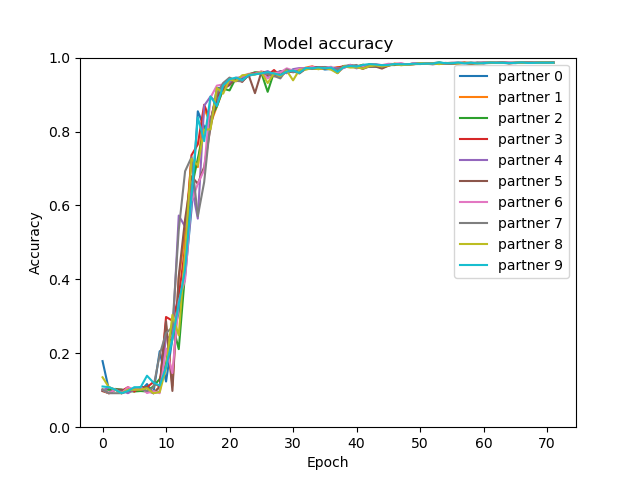 Model accuracy
1.0
0.8
0.6
0.4
0.2
0.0
Accuracy
0 10 20 30 40 50 60 70
Epoch
partner 0
partner 1
partner 2
partner 3
partner 4
partner 5
partner 6
partner 7
partner 8
partner 9